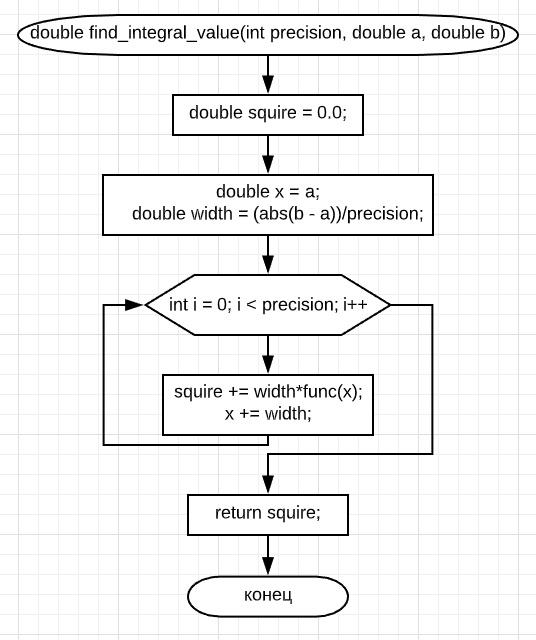 double find_integral_value(int precision, double a, double b)
double squire = 0.0;
double x = a;
double width = (abs(b - a))/precision;
int i = 0; i < precision; i++
squire += width*func(x);
x += width;
return squire;
конец